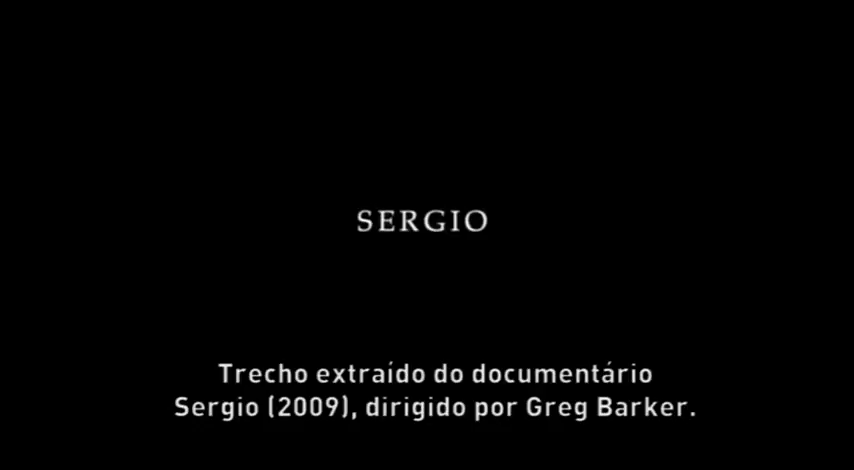 SERGIO
Trecho extraído do documentário
Sergio (2009), dirigido por Greg Barker.